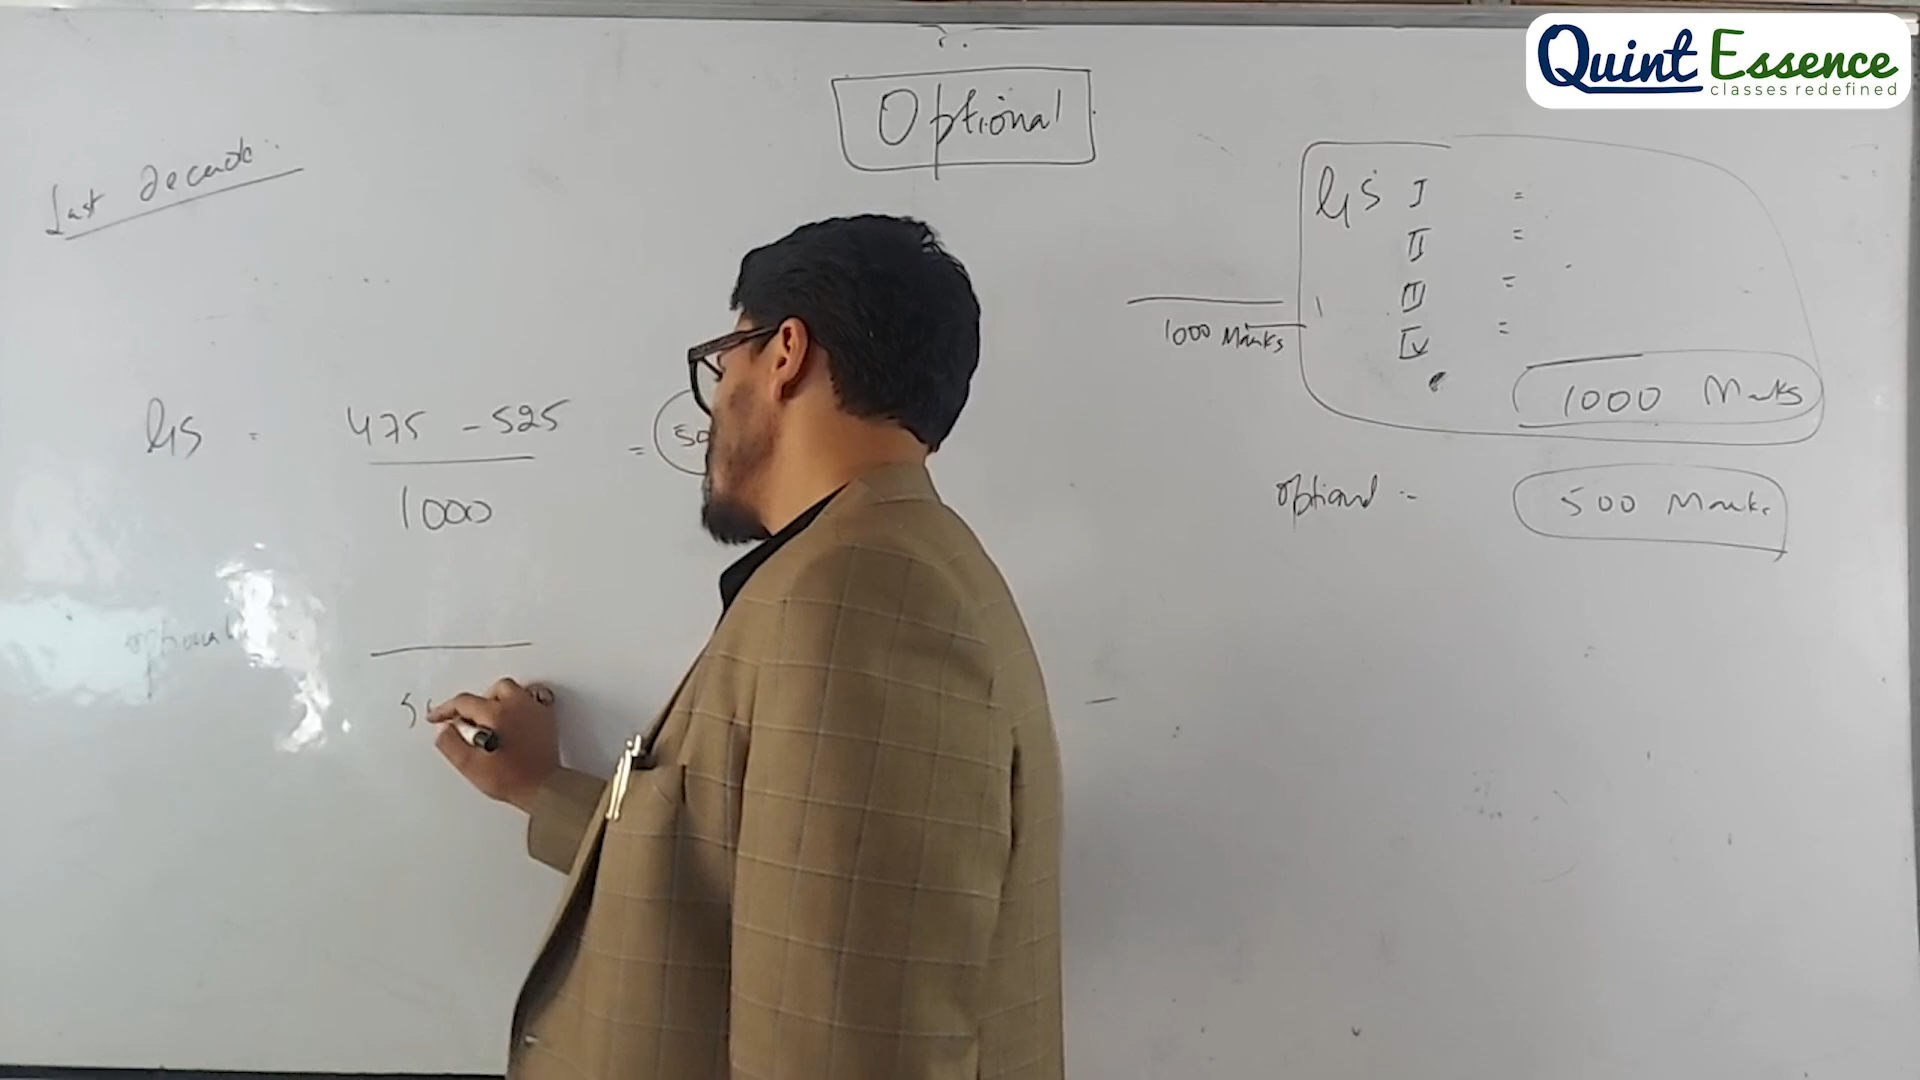 Quint Essence
classes redefined
Optional
Last decade:
GS I =
II =
III =
IV =
1000 Marks
1000 Marks
GS = 475 - 525 =
1000
optional :- 500 Marks
optional